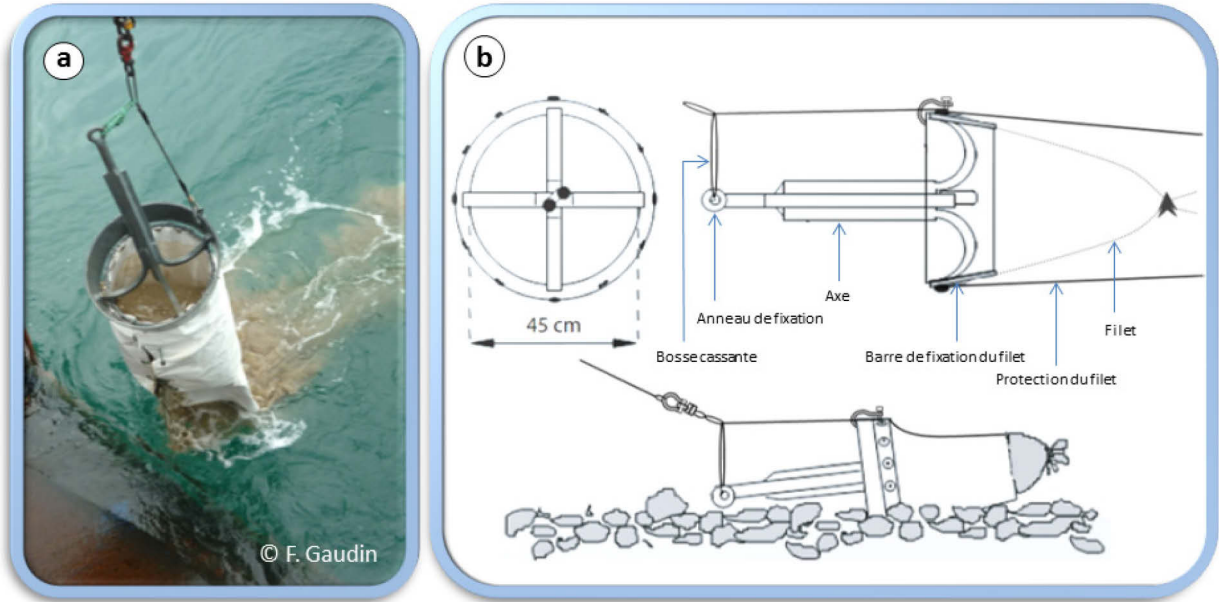 a
© F. Gaudin
b
45 cm
Axe
Anneau de fixation
Bosse cassante
Filet
Barre de fixation du filet
Protection du filet